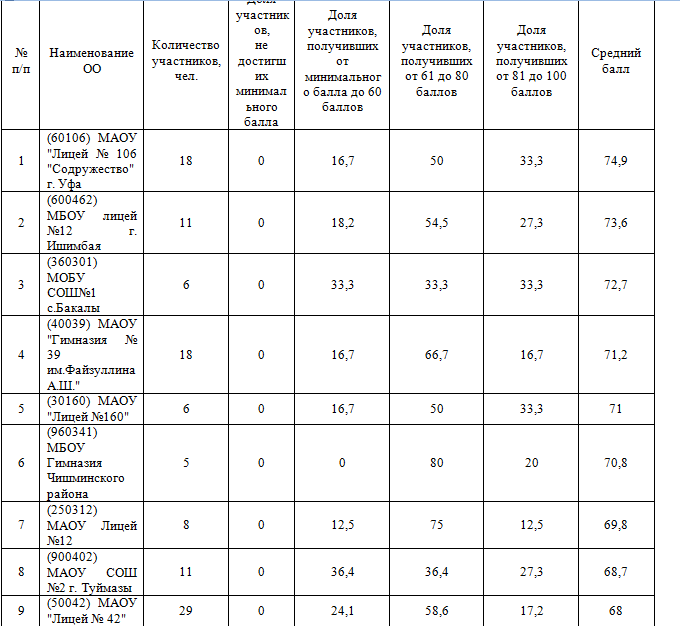 №
п/п
Наименование
ОО
Количество
участников,
чел.
Доля
участник
ов,
не
достигш
их
минимал
ьного
балла
Доля
участников,
получивших
от
минимальног
о балла до 60
баллов
Доля
участников,
получивших
от 61 до 80
баллов
Доля
участников,
получивших
от 81 до 100
баллов
Средний
балл
1
(60106) МАОУ
"Лицей № 106
"Содружество"
г. Уфа
18
0
16,7
50
33,3
74,9
2
(600462)
МБОУ лицей
№12 г.
Ишимбая
11
0
18,2
54,5
27,3
73,6
3
(360301)
МОБУ
СОШ№1
с.Бакалы
6
0
33,3
33,3
33,3
72,7
4
(40039) МАОУ
"Гимназия №
39
им.Файзуллина
А.Ш."
18
0
16,7
66,7
16,7
71,2
5
(30160) МАОУ
"Лицей №160"
6
0
16,7
50
33,3
71
6
(960341)
МБОУ
Гимназия
Чишминского
района
5
0
0
80
20
70,8
7
(250312)
МАОУ Лицей
№12
8
0
12,5
75
12,5
69,8
8
(900402)
МАОУ СОШ
№2 г. Туймазы
11
0
36,4
36,4
27,3
68,7
9
(50042) МАОУ
"Лицей № 42"
29
0
24,1
58,6
17,2
68